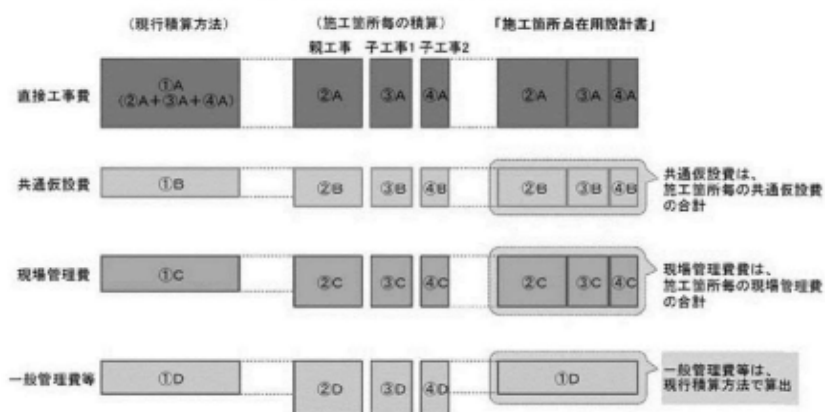 （現行積算方法）
（施工箇所毎の積算）
「施工箇所点在用設計書」
親工事 子工事1 子工事2
直接工事費
①A
（②A＋③A＋④A）
②A ③A ④A
②A ③A ④A
共通仮設費
①B
②B ③B ④B
②B ③B ④B
共通仮設費は、
施工箇所毎の共通仮設費
の合計
現場管理費
①C
②C ③C ④C
②C ③C ④C
現場管理費費は、
施工箇所毎の現場管理費
の合計
一般管理費等
①D
②D ③D ④D
①D
一般管理費等は、
現行積算方法で算出